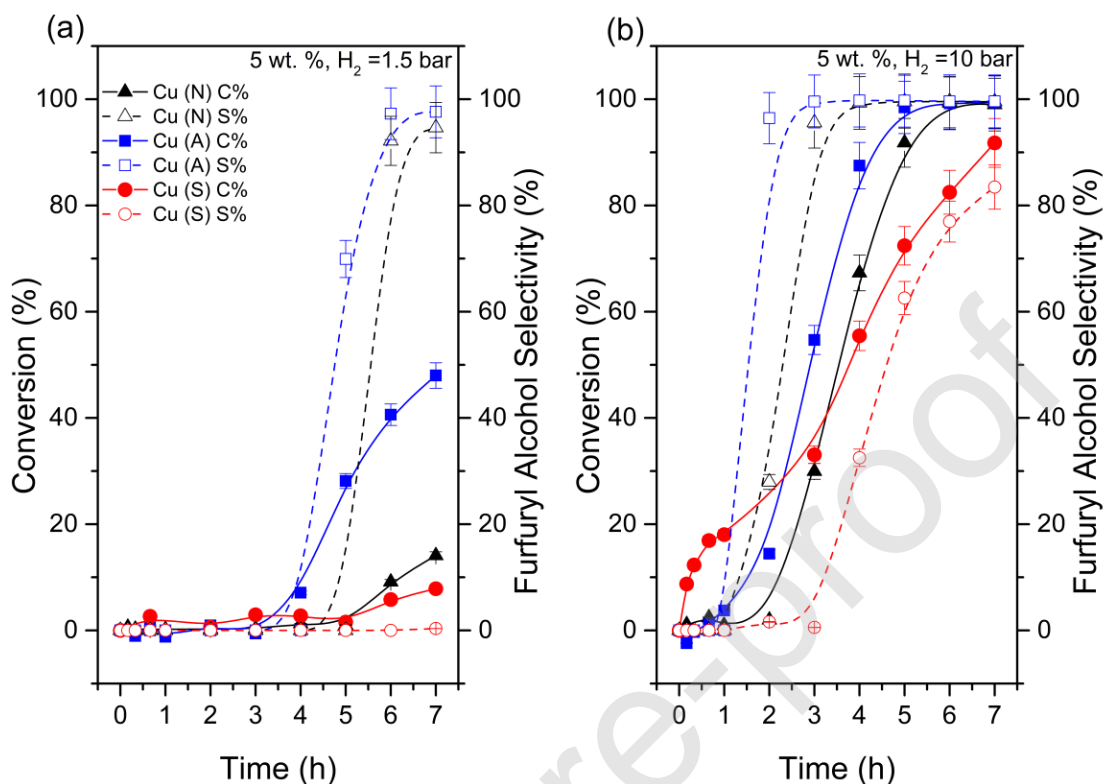 (a)
5 wt. %, H2 =1.5 bar
Cu (N) C%
Cu (N) S%
Cu (A) C%
Cu (A) S%
Cu (S) C%
Cu (S) S%
100
80
60
40
20
0
Conversion (%)
100
80
60
40
20
0
Furfuryl Alcohol Selectivity (%)
0 1 2 3 4 5 6 7
Time (h)
(b)
5 wt. %, H2 =10 bar
100
80
60
40
20
0
Conversion (%)
100
80
60
40
20
0
Furfuryl Alcohol Selectivity (%)
0 1 2 3 4 5 6 7
Time (h)
re-proof